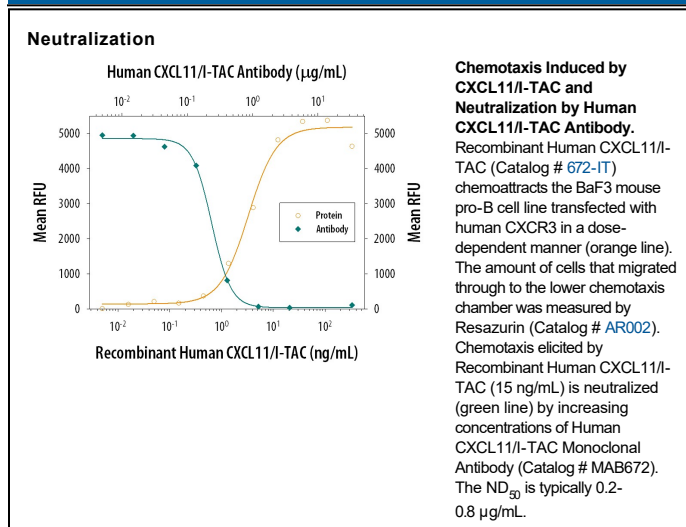 Neutralization
Human CXCL11/I-TAC Antibody (μg/mL)
10⁻² 10⁻¹ 10⁰ 10¹
5000 5000
4000 4000
3000 3000
2000 2000
1000 1000
0 0
Mean RFU
Mean RFU
Protein
Antibody
10⁻² 10⁻¹ 10⁰ 10¹ 10²
Recombinant Human CXCL11/I-TAC (ng/mL)
Chemotaxis Induced by
CXCL11/I-TAC and
Neutralization by Human
CXCL11/I-TAC Antibody.
Recombinant Human CXCL11/I-
TAC (Catalog # 672-IT)
chemoattracts the BaF3 mouse
pro-B cell line transfected with
human CXCR3 in a dose-
dependent manner (orange line).
The amount of cells that migrated
through to the lower chemotaxis
chamber was measured by
Resazurin (Catalog # AR002).
Chemotaxis elicited by
Recombinant Human CXCL11/I-
TAC (15 ng/mL) is neutralized
(green line) by increasing
concentrations of Human
CXCL11/I-TAC Monoclonal
Antibody (Catalog # MAB672).
The ND₅₀ is typically 0.2-
0.8 μg/mL.